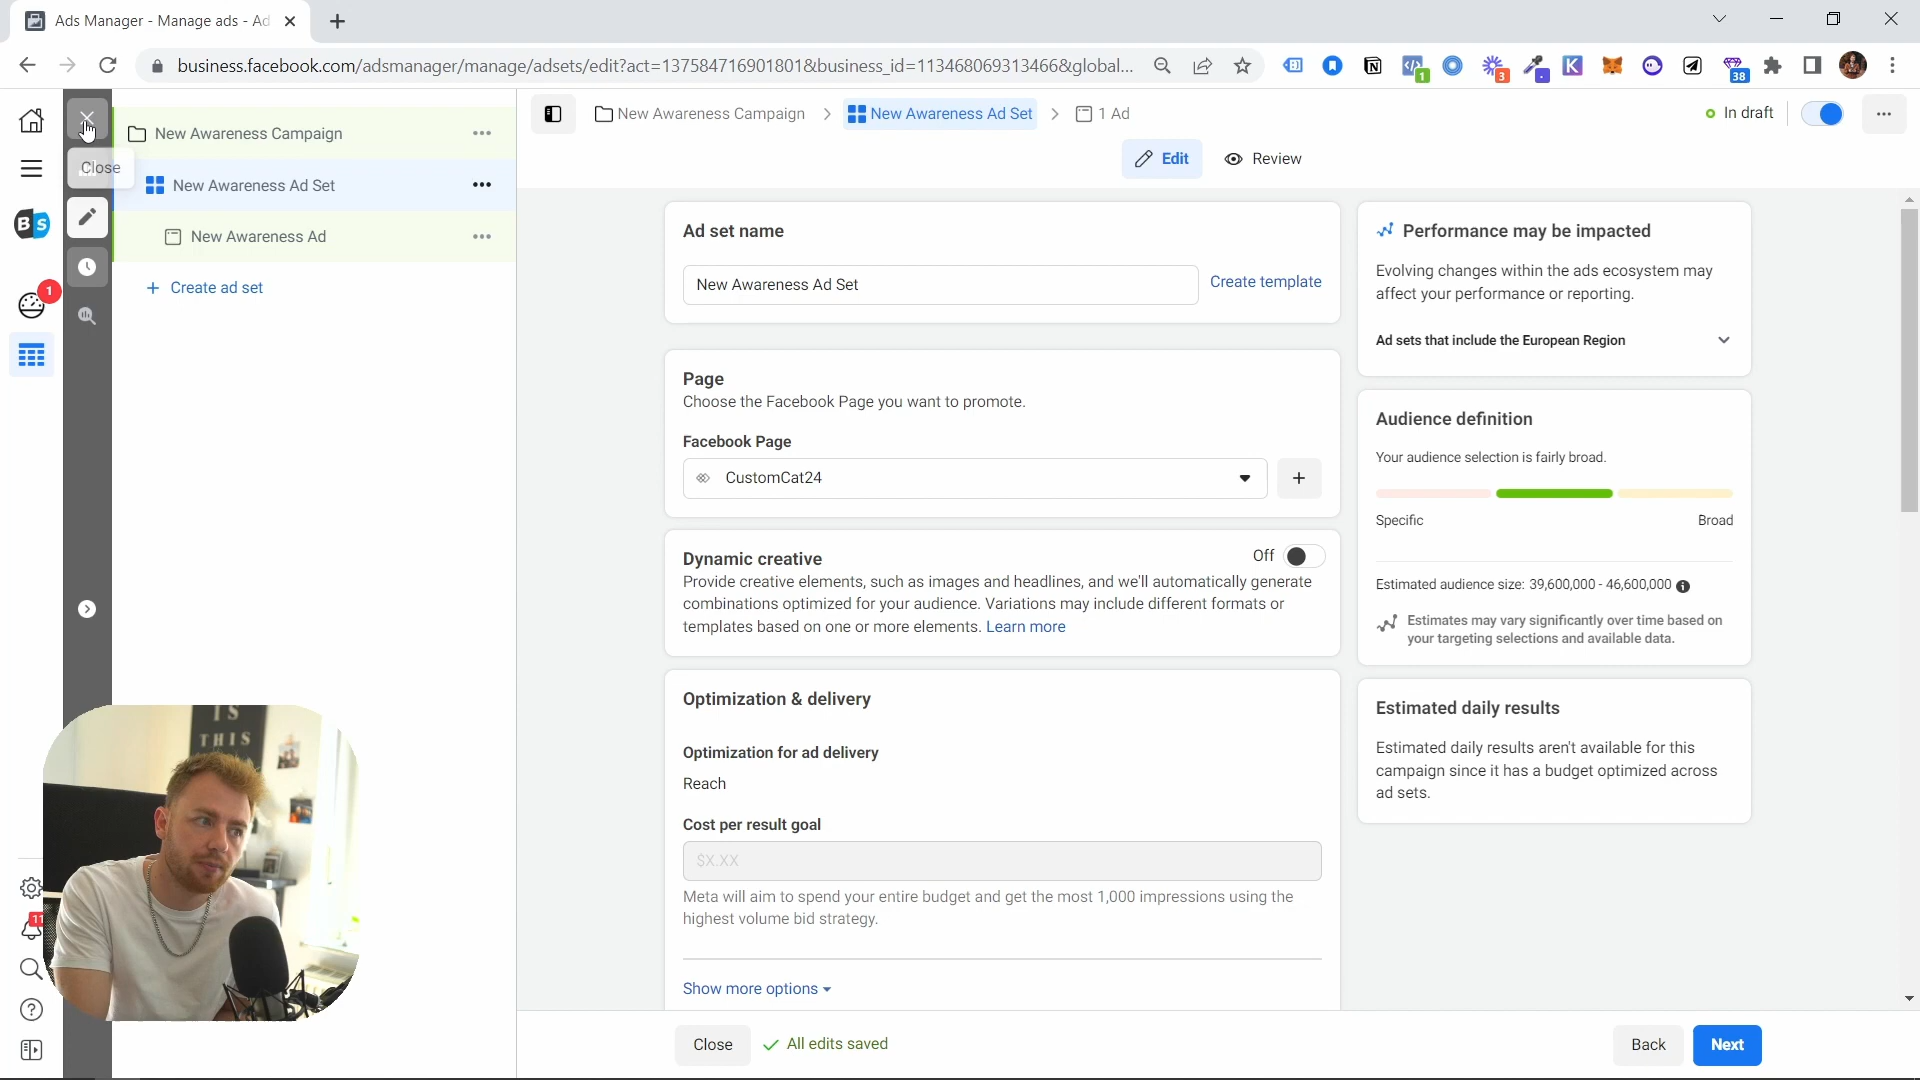 Ads Manager - Manage ads - Ad
business.facebook.com/adsmanager/manage/adsets/edit?act=137584716901801&business_id=113468069313466&global...
1
3
38
New Awareness Campaign
New Awareness Ad Set
1 Ad
In draft
Close
New Awareness Campaign
New Awareness Ad Set
New Awareness Ad
Create ad set
BS
1
11
Edit
Review
Ad set name
New Awareness Ad Set
Create template
Page
Choose the Facebook Page you want to promote.
Facebook Page
CustomCat24
Dynamic creative
Off
Provide creative elements, such as images and headlines, and we'll automatically generate
combinations optimized for your audience. Variations may include different formats or
templates based on one or more elements. Learn more
Optimization & delivery
Optimization for ad delivery
Reach
Cost per result goal
$X.XX
Meta will aim to spend your entire budget and get the most 1,000 impressions using the
highest volume bid strategy.
Show more options
Performance may be impacted
Evolving changes within the ads ecosystem may
affect your performance or reporting.
Ad sets that include the European Region
Audience definition
Your audience selection is fairly broad.
Specific
Broad
Estimated audience size: 39,600,000 - 46,600,000
Estimates may vary significantly over time based on
your targeting selections and available data.
Estimated daily results
Estimated daily results aren't available for this
campaign since it has a budget optimized across
ad sets.
IS
THIS
Close
All edits saved
Back
Next